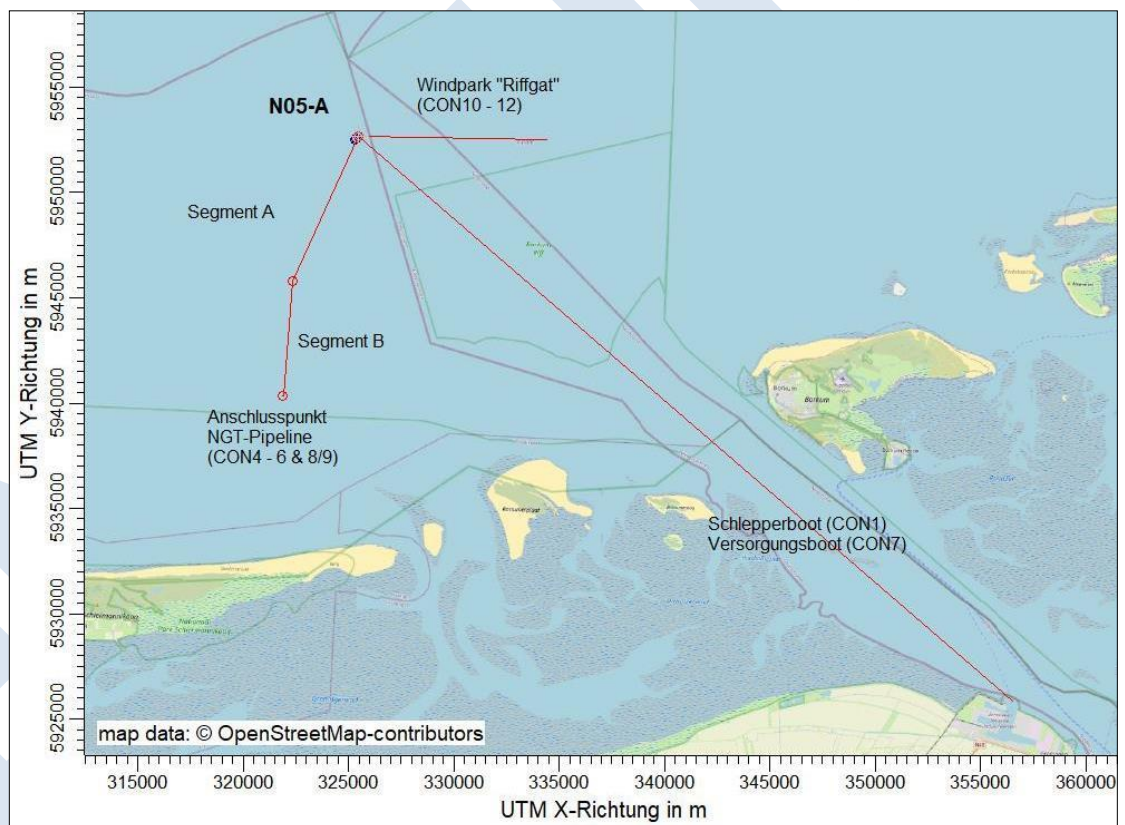 Windpark "Riffgat"
(CON10 - 12)
N05-A
Segment A
Segment B
Anschlusspunkt
NGT-Pipeline
(CON4 - 6 & 8/9)
Schlepperboot (CON1)
Versorgungsboot (CON7)
Borkum
Borkum
map data: © OpenStreetMap-contributors
UTM Y-Richtung in m
5955000
5950000
5945000
5940000
5935000
5930000
5925000
315000 320000 325000 330000 335000 340000 345000 350000 355000 360000
UTM X-Richtung in m